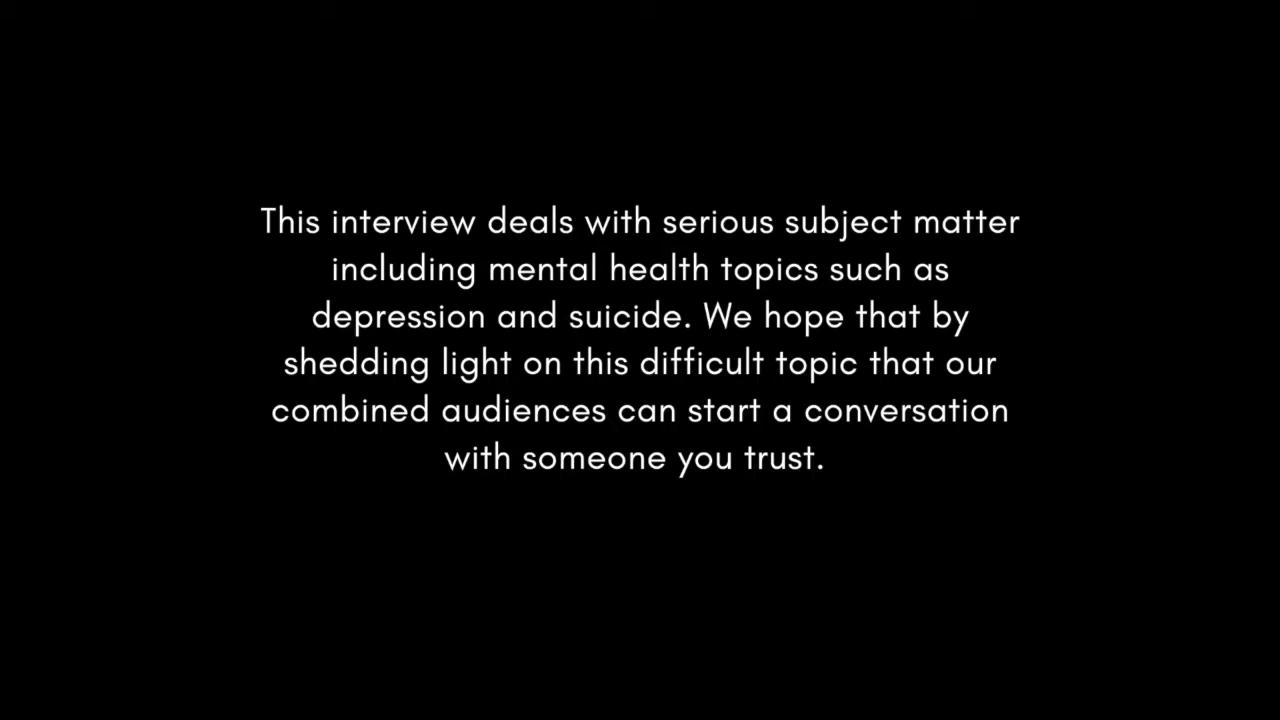 This interview deals with serious subject matter
including mental health topics such as
depression and suicide. We hope that by
shedding light on this difficult topic that our
combined audiences can start a conversation
with someone you trust.